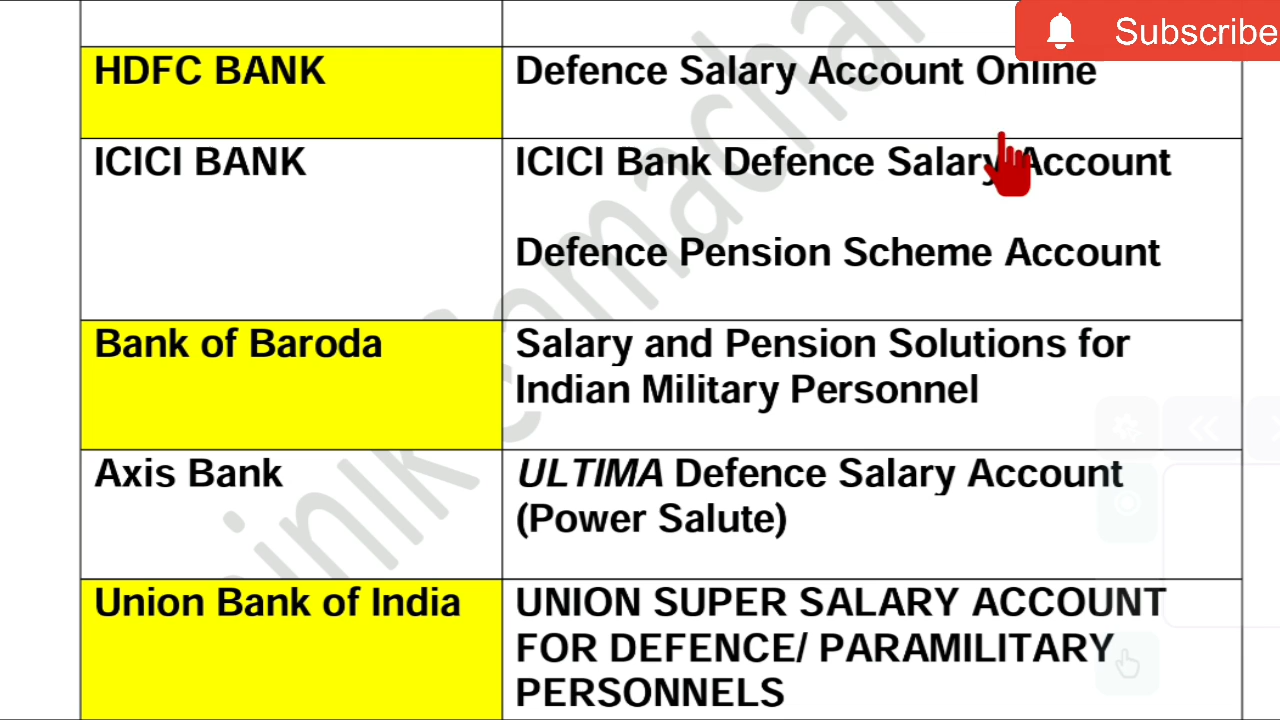 Subscribe
HDFC BANK
Defence Salary Account Online
ICICI BANK
ICICI Bank Defence Salary Account
Defence Pension Scheme Account
Bank of Baroda
Salary and Pension Solutions for
Indian Military Personnel
Axis Bank
ULTIMA Defence Salary Account
(Power Salute)
Union Bank of India
UNION SUPER SALARY ACCOUNT
FOR DEFENCE/ PARAMILITARY
PERSONNELS